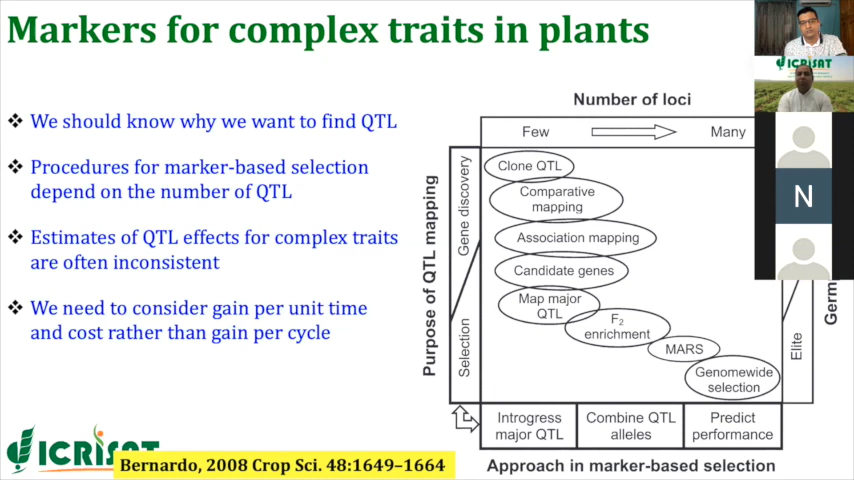 Markers for complex traits in plants
ICRISAT
❖ We should know why we want to find QTL
❖ Procedures for marker-based selection
depend on the number of QTL
❖ Estimates of QTL effects for complex traits
are often inconsistent
❖ We need to consider gain per unit time
and cost rather than gain per cycle
Number of loci
Few
Many
Purpose of QTL mapping
Gene discovery
Selection
Clone QTL
Comparative
mapping
Association mapping
Candidate genes
Map major
QTL
F₂
enrichment
MARS
Genomewide
selection
N
Germ
Elite
Introgress
major QTL
Combine QTL
alleles
Predict
performance
Approach in marker-based selection
ICRISAT
Bernardo, 2008 Crop Sci. 48:1649–1664